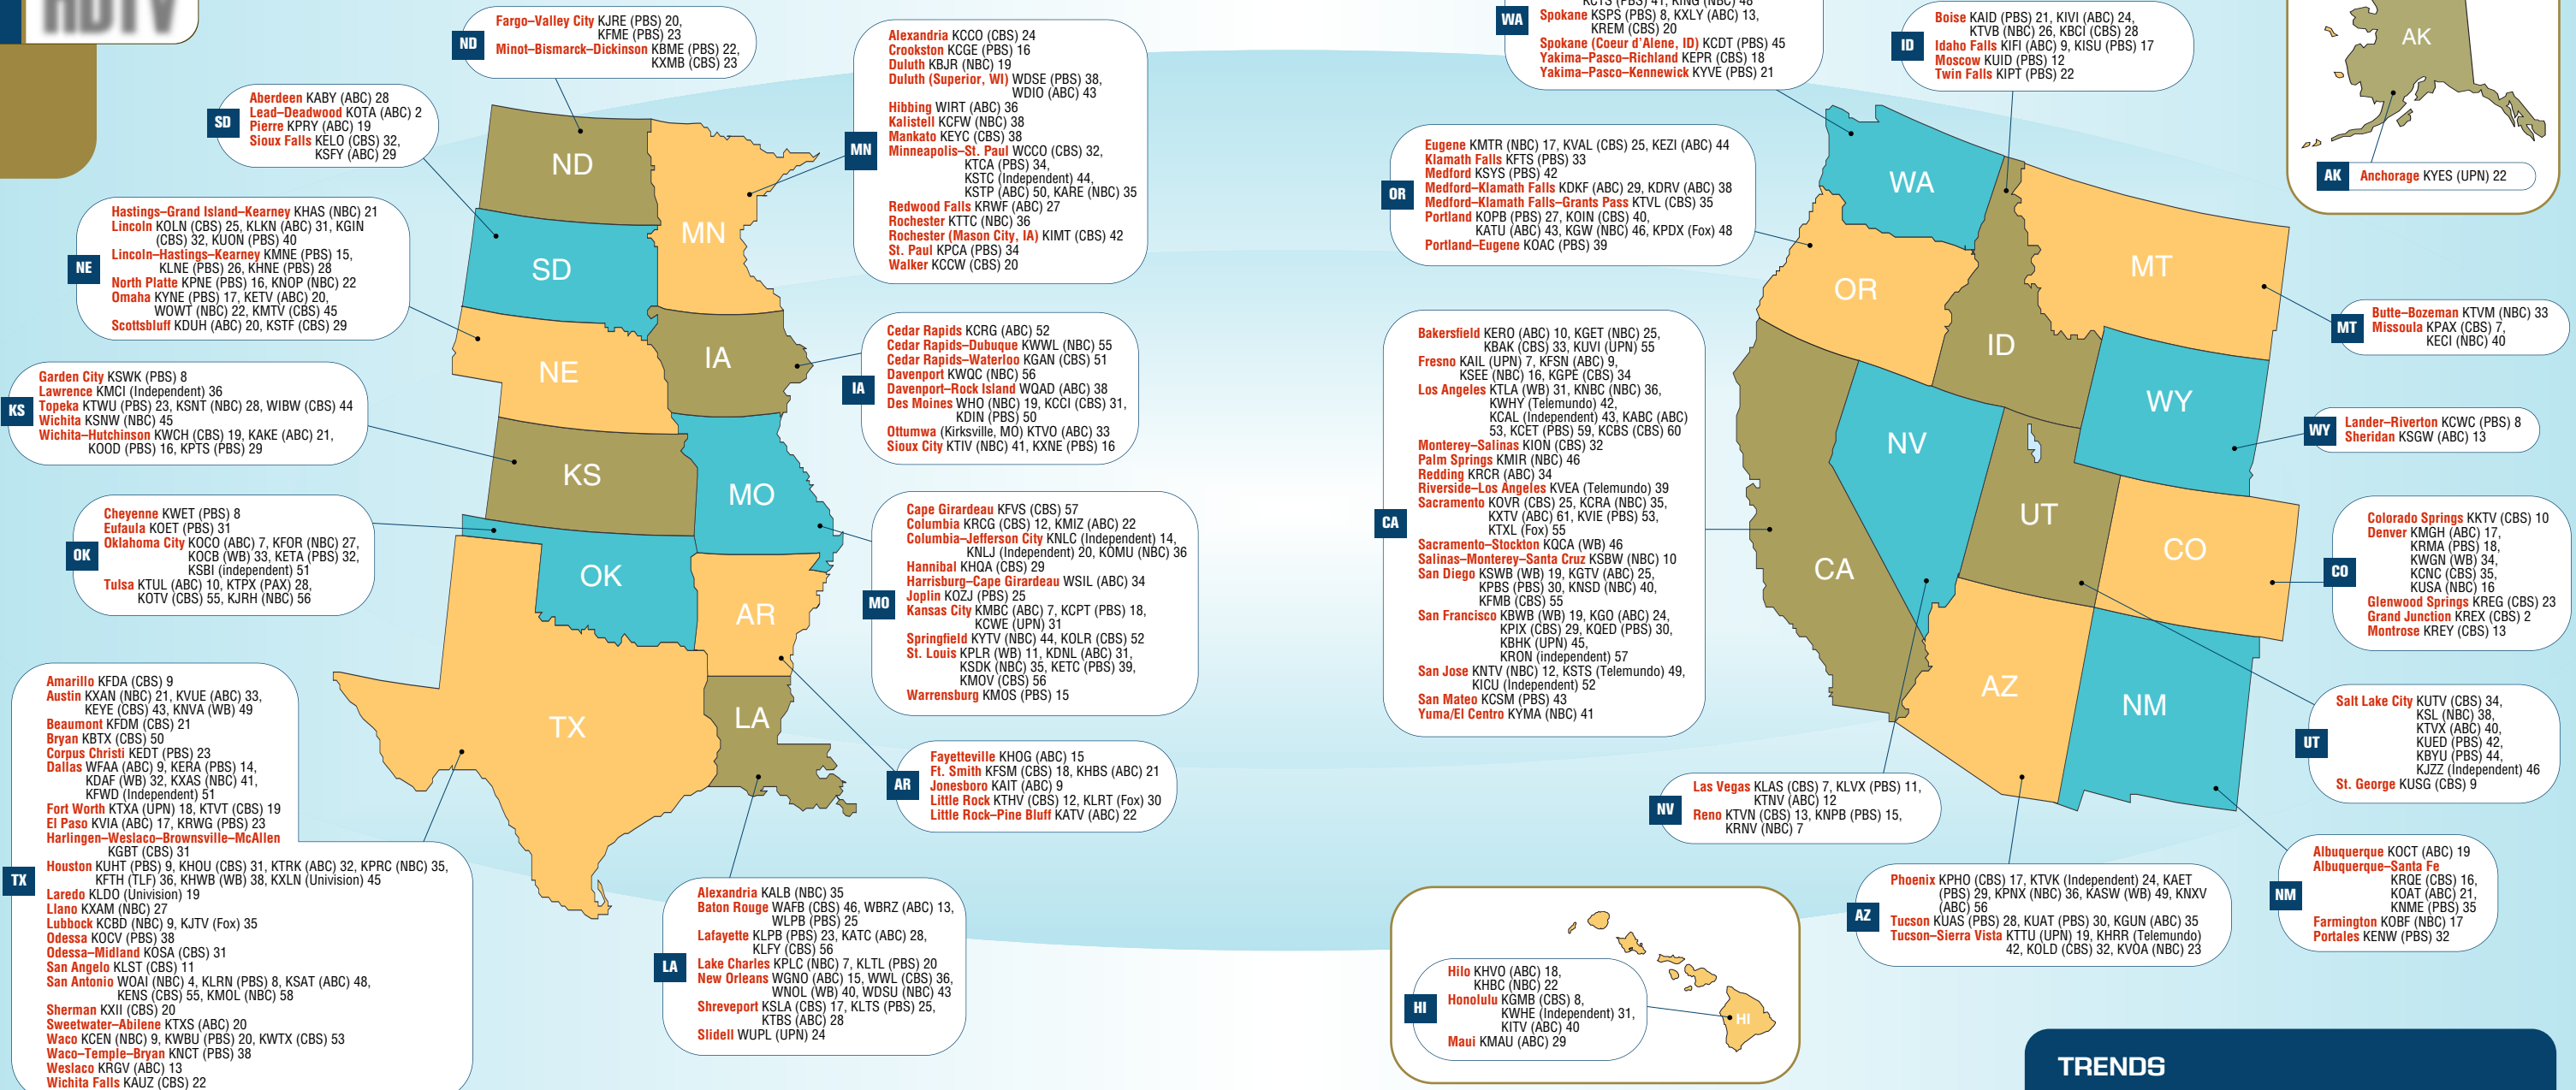 HDTV
ND
Fargo–Valley City KJRE (PBS) 20,
KFME (PBS) 23
Minot–Bismarck–Dickinson KBME (PBS) 22,
KXMB (CBS) 23
SD
Aberdeen KABY (ABC) 28
Lead–Deadwood KOTA (ABC) 2
Pierre KPRY (ABC) 19
Sioux Falls KELO (CBS) 32,
KSFY (ABC) 29
NE
Hastings–Grand Island–Kearney KHAS (NBC) 21
Lincoln KOLN (CBS) 25, KLKN (ABC) 31, KGIN
(CBS) 32, KUON (PBS) 40
Lincoln–Hastings–Kearney KMNE (PBS) 15,
KLNE (PBS) 26, KHNE (PBS) 28
North Platte KPNE (PBS) 16, KNOP (NBC) 22
Omaha KYNE (PBS) 17, KETV (ABC) 20,
WOWT (NBC) 22, KMTV (CBS) 45
Scottsbluff KDUH (ABC) 20, KSTF (CBS) 29
KS
Garden City KSWK (PBS) 8
Lawrence KMCI (Independent) 36
Topeka KTWU (PBS) 23, KSNT (NBC) 28, WIBW (CBS) 44
Wichita KSNW (NBC) 45
Wichita–Hutchinson KWCH (CBS) 19, KAKE (ABC) 21,
KOOD (PBS) 16, KPTS (PBS) 29
OK
Cheyenne KWET (PBS) 8
Eufaula KOET (PBS) 31
Oklahoma City KOCO (ABC) 7, KFOR (NBC) 27,
KOCB (WB) 33, KETA (PBS) 32,
KSBI (independent) 51
Tulsa KTUL (ABC) 10, KTPX (PAX) 28,
KOTV (CBS) 55, KJRH (NBC) 56
TX
Amarillo KFDA (CBS) 9
Austin KXAN (NBC) 21, KVUE (ABC) 33,
KEYE (CBS) 43, KNVA (WB) 49
Beaumont KFDM (CBS) 21
Bryan KBTX (CBS) 50
Corpus Christi KEDT (PBS) 23
Dallas WFAA (ABC) 9, KERA (PBS) 14,
KDAF (WB) 32, KXAS (NBC) 41,
KFWD (Independent) 51
Fort Worth KTXA (UPN) 18, KTVT (CBS) 19
El Paso KVIA (ABC) 17, KRWG (PBS) 23
Harlingen–Weslaco–Brownsville–McAllen
KGBT (CBS) 31
Houston KUHT (PBS) 9, KHOU (CBS) 31, KTRK (ABC) 32, KPRC (NBC) 35,
KFTH (TLF) 36, KHWB (WB) 38, KXLN (Univision) 45
Laredo KLDO (Univision) 19
Llano KXAM (NBC) 27
Lubbock KCBD (NBC) 9, KJTV (Fox) 35
Odessa KOCV (PBS) 38
Odessa–Midland KOSA (CBS) 31
San Angelo KLST (CBS) 11
San Antonio WOAI (NBC) 4, KLRN (PBS) 8, KSAT (ABC) 48,
KENS (CBS) 55, KMOL (NBC) 58
Sherman KXII (CBS) 20
Sweetwater–Abilene KTXS (ABC) 20
Waco KCEN (NBC) 9, KWBU (PBS) 20, KWTX (CBS) 53
Waco–Temple–Bryan KNCT (PBS) 38
Weslaco KRGV (ABC) 13
Wichita Falls KAUZ (CBS) 22
MN
Alexandria KCCO (CBS) 24
Crookston KCGE (PBS) 16
Duluth KBJR (NBC) 19
Duluth (Superior, WI) WDSE (PBS) 38,
WDIO (ABC) 43
Hibbing WIRT (ABC) 36
Kalistell KCFW (NBC) 38
Mankato KEYC (CBS) 38
Minneapolis–St. Paul WCCO (CBS) 32,
KTCA (PBS) 34,
KSTC (Independent) 44,
KSTP (ABC) 50, KARE (NBC) 35
Redwood Falls KRWF (ABC) 27
Rochester KTTC (NBC) 36
Rochester (Mason City, IA) KIMT (CBS) 42
St. Paul KPCA (PBS) 34
Walker KCCW (CBS) 20
IA
Cedar Rapids KCRG (ABC) 52
Cedar Rapids–Dubuque KWWL (NBC) 55
Cedar Rapids–Waterloo KGAN (CBS) 51
Davenport KWQC (NBC) 56
Davenport–Rock Island WQAD (ABC) 38
Des Moines WHO (NBC) 19, KCCI (CBS) 31,
KDIN (PBS) 50
Ottumwa (Kirksville, MO) KTVO (ABC) 33
Sioux City KTIV (NBC) 41, KXNE (PBS) 16
MO
Cape Girardeau KFVS (CBS) 57
Columbia KRCG (CBS) 12, KMIZ (ABC) 22
Columbia–Jefferson City KNLC (Independent) 14,
KNLJ (Independent) 20, KOMU (NBC) 36
Hannibal KHQA (CBS) 29
Harrisburg–Cape Girardeau WSIL (ABC) 34
Joplin KOZJ (PBS) 25
Kansas City KMBC (ABC) 7, KCPT (PBS) 18,
KCWE (UPN) 31
Springfield KYTV (NBC) 44, KOLR (CBS) 52
St. Louis KPLR (WB) 11, KDNL (ABC) 31,
KSDK (NBC) 35, KETC (PBS) 39,
KMOV (CBS) 56
Warrensburg KMOS (PBS) 15
AR
Fayetteville KHOG (ABC) 15
Ft. Smith KFSM (CBS) 18, KHBS (ABC) 21
Jonesboro KAIT (ABC) 9
Little Rock KTHV (CBS) 12, KLRT (Fox) 30
Little Rock–Pine Bluff KATV (ABC) 22
LA
Alexandria KALB (NBC) 35
Baton Rouge WAFB (CBS) 46, WBRZ (ABC) 13,
WLPB (PBS) 25
Lafayette KLPB (PBS) 23, KATC (ABC) 28,
KLFY (CBS) 56
Lake Charles KPLC (NBC) 7, KLTL (PBS) 20
New Orleans WGNO (ABC) 15, WWL (CBS) 36,
WNOL (WB) 40, WDSU (NBC) 43
Shreveport KSLA (CBS) 17, KLTS (PBS) 25,
KTBS (ABC) 28
Slidell WUPL (UPN) 24
ND
MN
SD
IA
NE
KS
MO
OK
AR
TX
LA
WA
KCTS (PBS) 41, KING (NBC) 48
Spokane KSPS (PBS) 8, KXLY (ABC) 13,
KREM (CBS) 20
Spokane (Coeur d'Alene, ID) KCDT (PBS) 45
Yakima–Pasco–Richland KEPR (CBS) 18
Yakima–Pasco–Kennewick KYVE (PBS) 21
ID
Boise KAID (PBS) 21, KIVI (ABC) 24,
KTVB (NBC) 26, KBCI (CBS) 28
Idaho Falls KIFI (ABC) 9, KISU (PBS) 17
Moscow KUID (PBS) 12
Twin Falls KIPT (PBS) 22
AK
AK
Anchorage KYES (UPN) 22
OR
Eugene KMTR (NBC) 17, KVAL (CBS) 25, KEZI (ABC) 44
Klamath Falls KFTS (PBS) 33
Medford KSYS (PBS) 42
Medford–Klamath Falls KDKF (ABC) 29, KDRV (ABC) 38
Medford–Klamath Falls–Grants Pass KTVL (CBS) 35
Portland KOPB (PBS) 27, KOIN (CBS) 40,
KATU (ABC) 43, KGW (NBC) 46, KPDX (Fox) 48
Portland–Eugene KOAC (PBS) 39
CA
Bakersfield KERO (ABC) 10, KGET (NBC) 25,
KBAK (CBS) 33, KUVI (UPN) 55
Fresno KAIL (UPN) 7, KFSN (ABC) 9,
KSEE (NBC) 16, KGPE (CBS) 34
Los Angeles KTLA (WB) 31, KNBC (NBC) 36,
KWHY (Telemundo) 42,
KCAL (Independent) 43, KABC (ABC)
53, KCET (PBS) 59, KCBS (CBS) 60
Monterey–Salinas KION (CBS) 32
Palm Springs KMIR (NBC) 46
Redding KRCR (ABC) 34
Riverside–Los Angeles KVEA (Telemundo) 39
Sacramento KOVR (CBS) 25, KCRA (NBC) 35,
KXTV (ABC) 61, KVIE (PBS) 53,
KTXL (Fox) 55
Sacramento–Stockton KQCA (WB) 46
Salinas–Monterey–Santa Cruz KSBW (NBC) 10
San Diego KSWB (WB) 19, KGTV (ABC) 25,
KPBS (PBS) 30, KNSD (NBC) 40,
KFMB (CBS) 55
San Francisco KBWB (WB) 19, KGO (ABC) 24,
KPIX (CBS) 29, KQED (PBS) 30,
KBHK (UPN) 45,
KRON (independent) 57
San Jose KNTV (NBC) 12, KSTS (Telemundo) 49,
KICU (Independent) 52
San Mateo KCSM (PBS) 43
Yuma/El Centro KYMA (NBC) 41
MT
Butte–Bozeman KTVM (NBC) 33
Missoula KPAX (CBS) 7,
KECI (NBC) 40
WY
Lander–Riverton KCWC (PBS) 8
Sheridan KSGW (ABC) 13
CO
Colorado Springs KKTV (CBS) 10
Denver KMGH (ABC) 17,
KRMA (PBS) 18,
KWGN (WB) 34,
KCNC (CBS) 35,
KUSA (NBC) 16
Glenwood Springs KREG (CBS) 23
Grand Junction KREX (CBS) 2
Montrose KREY (CBS) 13
UT
Salt Lake City KUTV (CBS) 34,
KSL (NBC) 38,
KTVX (ABC) 40,
KUED (PBS) 42,
KBYU (PBS) 44,
KJZZ (Independent) 46
St. George KUSG (CBS) 9
NV
Las Vegas KLAS (CBS) 7, KLVX (PBS) 11,
KTNV (ABC) 12
Reno KTVN (CBS) 13, KNPB (PBS) 15,
KRNV (NBC) 7
AZ
Phoenix KPHO (CBS) 17, KTVK (Independent) 24, KAET
(PBS) 29, KPNX (NBC) 36, KASW (WB) 49, KNXV
(ABC) 56
Tucson KUAS (PBS) 28, KUAT (PBS) 30, KGUN (ABC) 35
Tucson–Sierra Vista KTTU (UPN) 19, KHRR (Telemundo)
42, KOLD (CBS) 32, KVOA (NBC) 23
NM
Albuquerque KOCT (ABC) 19
Albuquerque–Santa Fe
KRQE (CBS) 16,
KOAT (ABC) 21,
KNME (PBS) 35
Farmington KOBF (NBC) 17
Portales KENW (PBS) 32
HI
Hilo KHVO (ABC) 18,
KHBC (NBC) 22
Honolulu KGMB (CBS) 8,
KWHE (Independent) 31,
KITV (ABC) 40
Maui KMAU (ABC) 29
HI
WA
OR
MT
ID
WY
NV
UT
CO
CA
AZ
NM
TRENDS